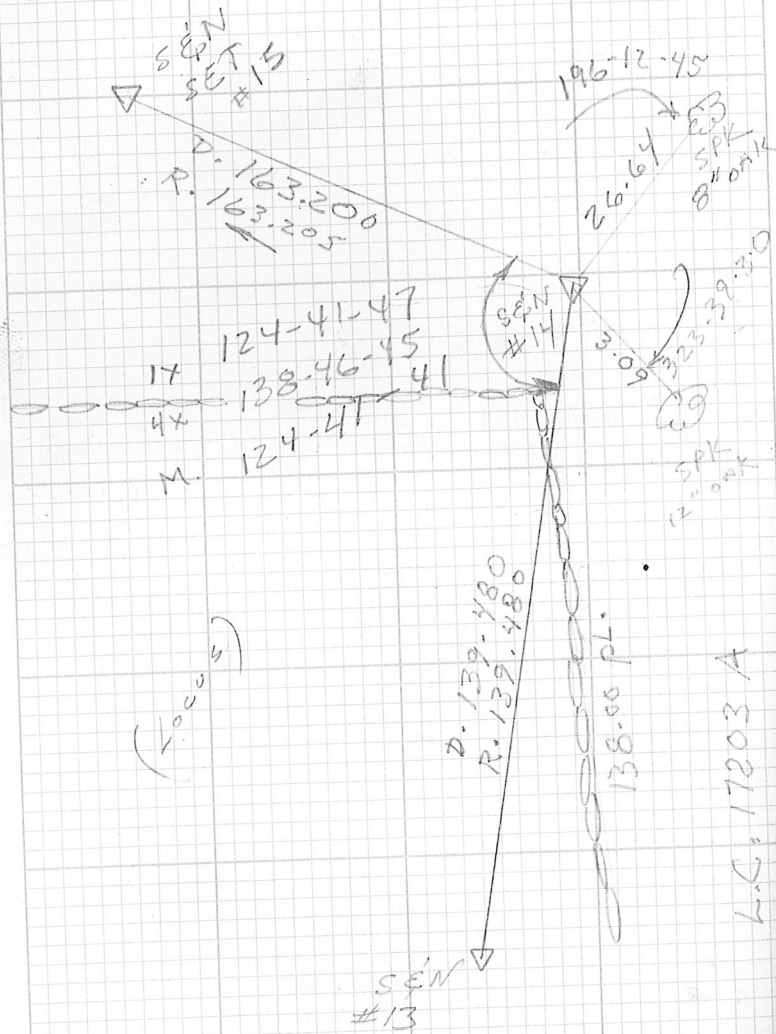 S&N
SET
#15
D. 163.200
R. 163.205
196-12-45
26.64
SPK
8" oak
S&N
#14
323-39-30
3.09
SPK
12" oak
1X 124-41-47
4X 138-46-45
M. 124-41-41
D. 139.480
R. 139.480
138.00 PL.
L.C. 17203 A
S&N
#13